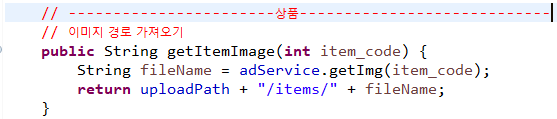 // -----------------------상품----------------------------
// 이미지 경로 가져오기
public String getItemImage(int item_code) {
    String fileName = adService.getImg(item_code);
    return uploadPath + "/items/" + fileName;
}